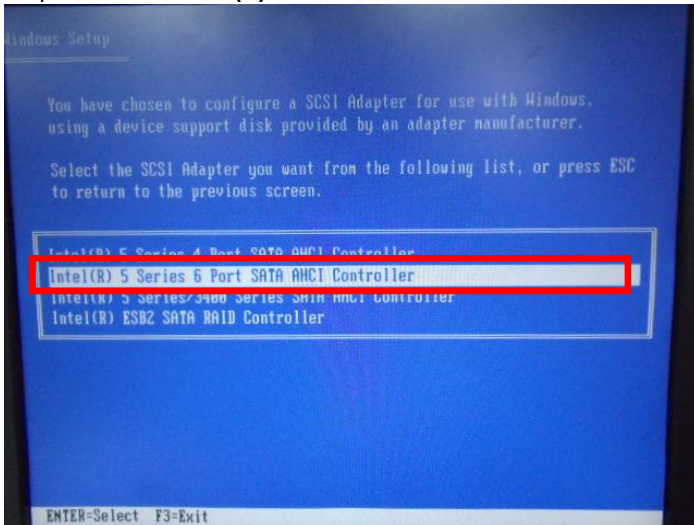 Windows Setup
You have chosen to configure a SCSI Adapter for use with Windows,
using a device support disk provided by an adapter manufacturer.
Select the SCSI Adapter you want from the following list, or press ESC
to return to the previous screen.
Intel(R) 5 Series 4 Port SATA AHCI Controller
Intel(R) 5 Series 6 Port SATA AHCI Controller
Intel(R) 5 Series/3400 Series SATA AHCI Controller
Intel(R) ESB2 SATA RAID Controller
ENTER=Select F3=Exit